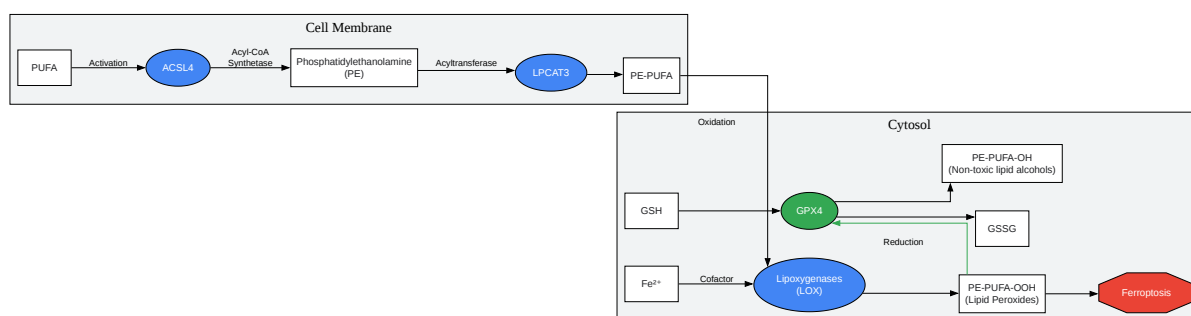 Cell Membrane
PUFA
Activation
ACSL4
Acyl-CoA
Synthetase
Phosphatidylethanolamine
(PE)
Acyltransferase
LPCAT3
PE-PUFA
Oxidation
Cytosol
PE-PUFA-OH
(Non-toxic lipid alcohols)
GSH
GPX4
GSSG
Reduction
Fe²⁺
Cofactor
Lipoxygenases
(LOX)
PE-PUFA-OOH
(Lipid Peroxides)
Ferroptosis